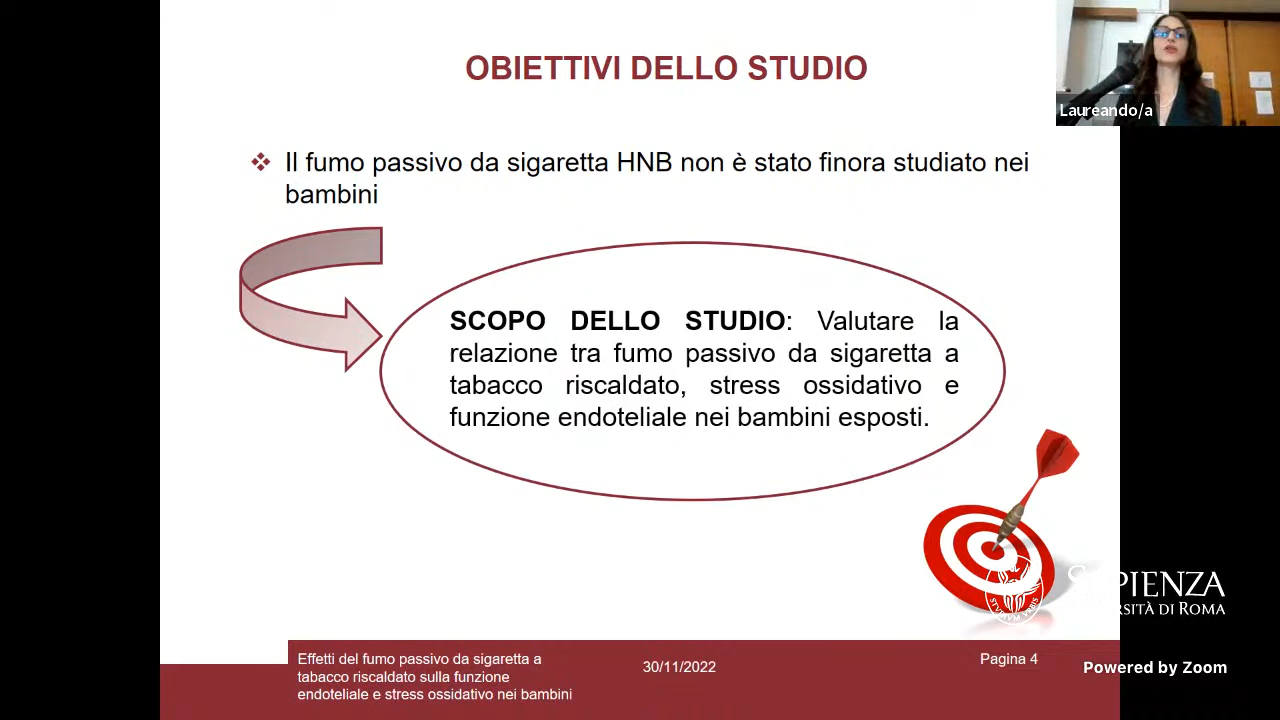 OBIETTIVI DELLO STUDIO
Laureando/a
Il fumo passivo da sigaretta HNB non è stato finora studiato nei
bambini
SCOPO DELLO STUDIO: Valutare la
relazione tra fumo passivo da sigaretta a
tabacco riscaldato, stress ossidativo e
funzione endoteliale nei bambini esposti.
STVDIVM VRBIS
SAPIENZA
UNIVERSITÀ DI ROMA
Effetti del fumo passivo da sigaretta a
tabacco riscaldato sulla funzione
endoteliale e stress ossidativo nei bambini
30/11/2022
Pagina 4
Powered by Zoom